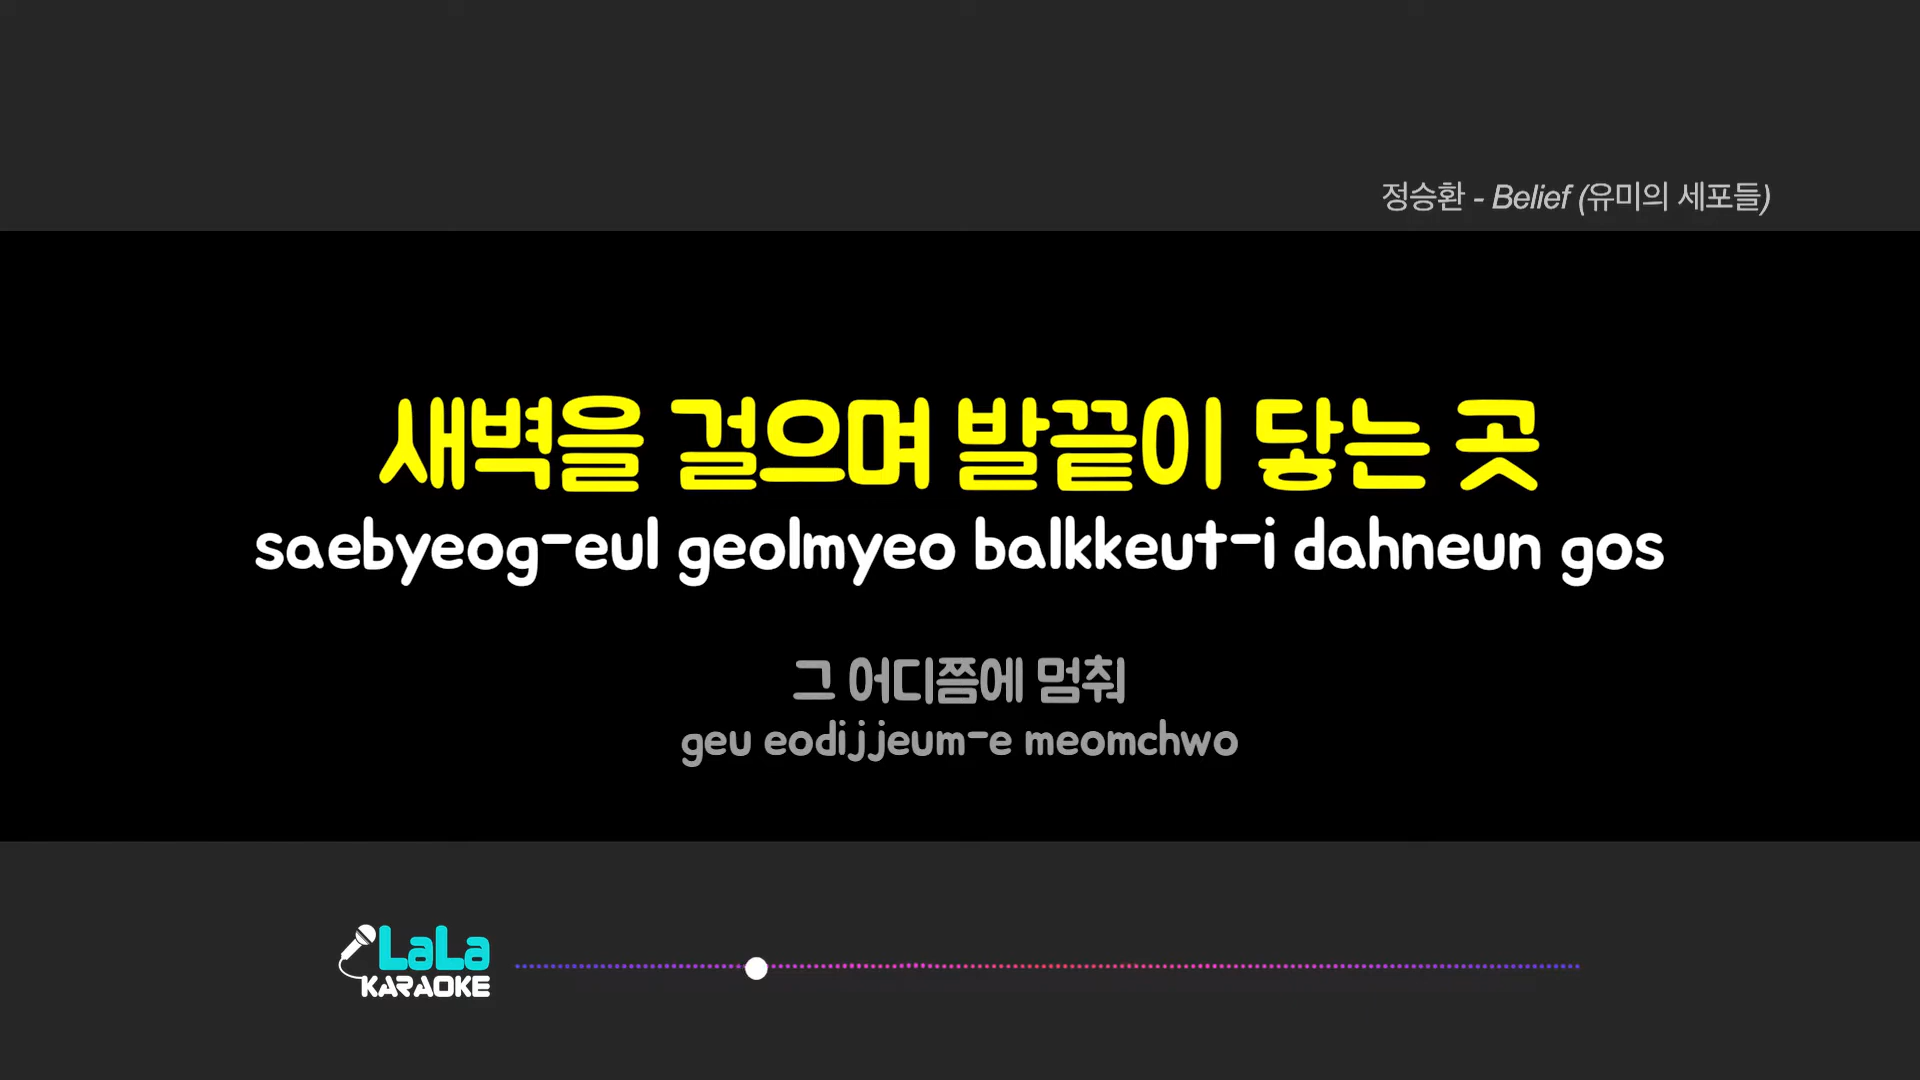 정승환 - Belief (유미의 세포들)
새벽을 걸으며 발끝이 닿는 곳
saebyeog-eul geolmyeo balkkeut-i dahneun gos
그 어디쯤에 멈춰
geu eodijjeum-e meomchwo
LaLa
KARAOKE